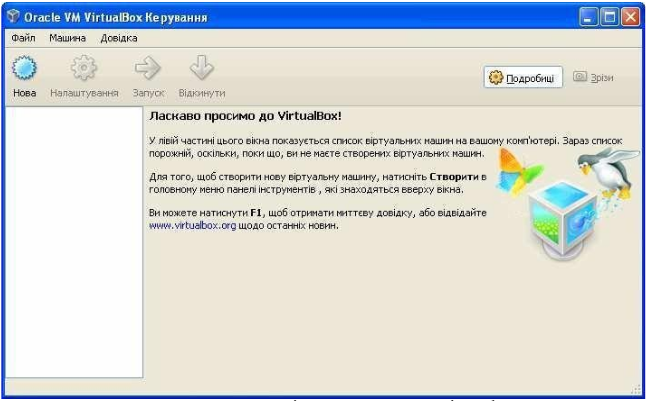 Oracle VM VirtualBox Керування
Файл Машина Довідка
Нова Налаштування Запуск Відкинути
Подробиці Зрізи
Ласкаво просимо до VirtualBox!
У лівій частині цього вікна показується список віртуальних машин на вашому комп'ютері. Зараз список
порожній, оскільки, поки що, ви не маєте створених віртуальних машин.
Для того, щоб створити нову віртуальну машину, натисніть Створити в
головному меню панелі інструментів , які знаходяться вверху вікна.
Ви можете натиснути F1, щоб отримати миттєву довідку, або відвідайте
www.virtualbox.org щодо останніх новин.